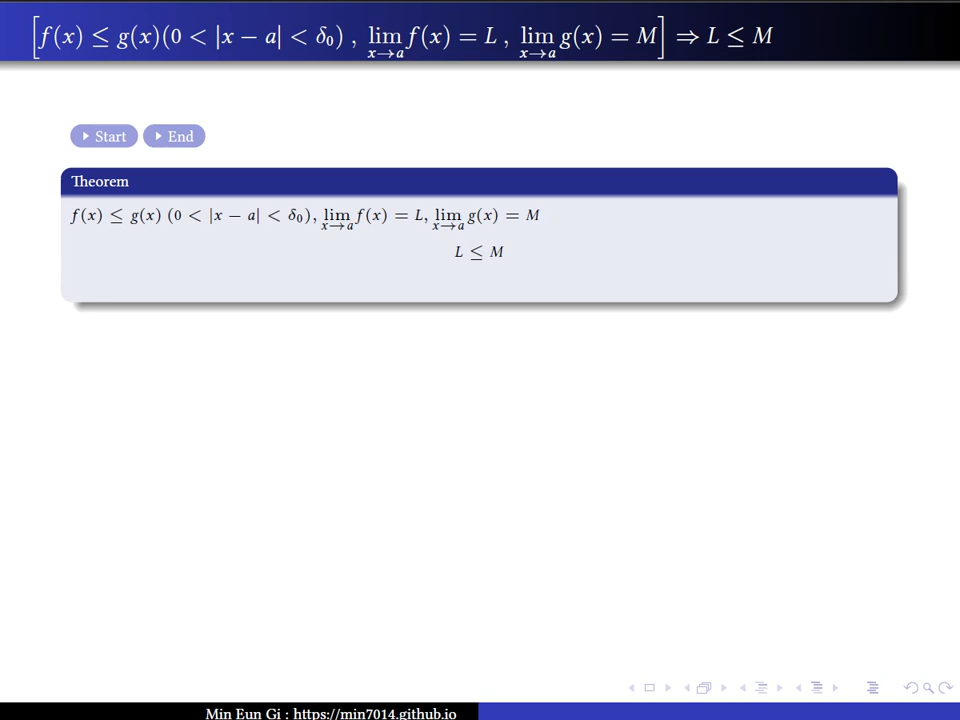 [f(x) ≤ g(x)(0 < |x − a| < δ₀) , lim_{x→a} f(x) = L , lim_{x→a} g(x) = M] ⇒ L ≤ M
Start End
Theorem
f(x) ≤ g(x) (0 < |x − a| < δ₀), lim_{x→a} f(x) = L, lim_{x→a} g(x) = M
L ≤ M
Min Eun Gi : https://min7014.github.io